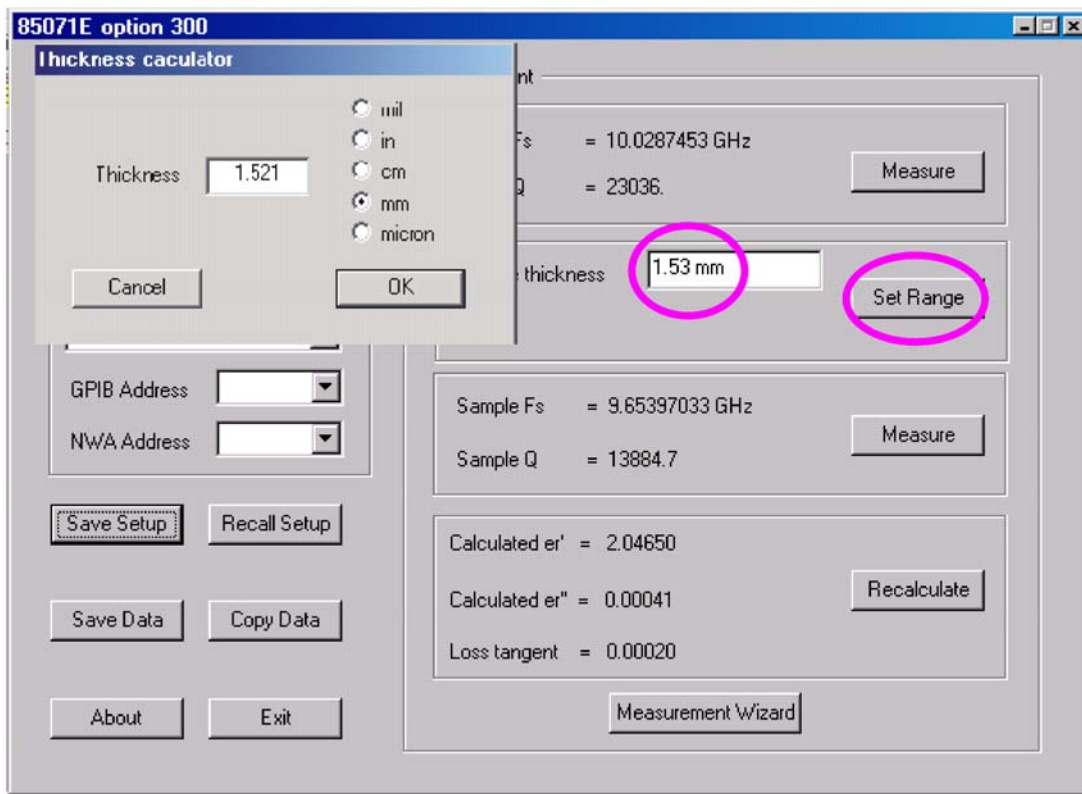 85071E option 300
Thickness caculator
mil
in
Thickness 1.521 cm
mm
micron
Cancel OK
nt
Fs = 10.0287453 GHz
Q = 23036.
Measure
thickness 1.53 mm
Set Range
GPIB Address
NWA Address
Sample Fs = 9.65397033 GHz
Sample Q = 13884.7
Measure
Save Setup Recall Setup
Save Data Copy Data
About Exit
Calculated er' = 2.04650
Calculated er" = 0.00041
Loss tangent = 0.00020
Recalculate
Measurement Wizard